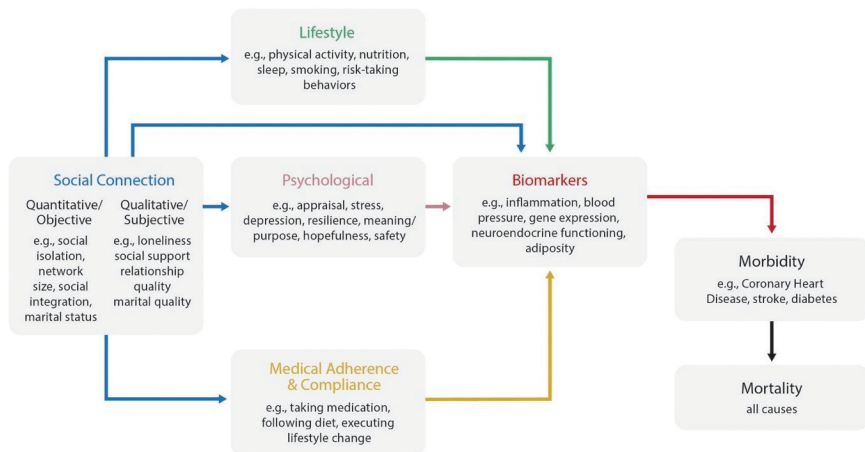 Lifestyle
e.g., physical activity, nutrition,
sleep, smoking, risk-taking
behaviors
Social Connection
Quantitative/
Objective
e.g., social
isolation,
network
size, social
integration,
marital status
Qualitative/
Subjective
e.g., loneliness
social support
relationship
quality
marital quality
Psychological
e.g., appraisal, stress,
depression, resilience, meaning/
purpose, hopefulness, safety
Biomarkers
e.g., inflammation, blood
pressure, gene expression,
neuroendocrine functioning,
adiposity
Medical Adherence
& Compliance
e.g., taking medication,
following diet, executing
lifestyle change
Morbidity
e.g., Coronary Heart
Disease, stroke, diabetes
Mortality
all causes